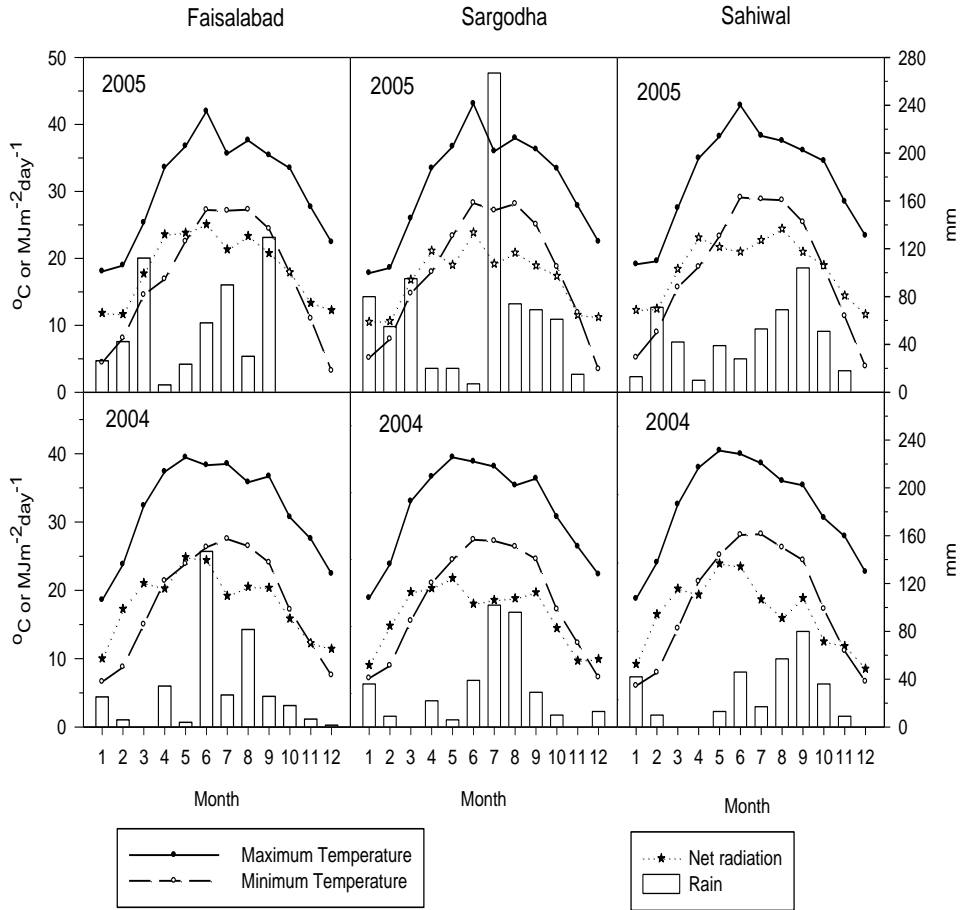 Faisalabad Sargodha Sahiwal
50 280
2005 2005 2005
40 240
200
30 160
20 120
80
10 40
0 0
°C or MJm-2day-1
mm
2004 2004 2004
40 240
200
30 160
20 120
80
10 40
0 0
°C or MJm-2day-1
mm
1 2 3 4 5 6 7 8 9 10 11 12 1 2 3 4 5 6 7 8 9 10 11 12 1 2 3 4 5 6 7 8 9 10 11 12
Month Month Month
Maximum Temperature
Minimum Temperature
Net radiation
Rain